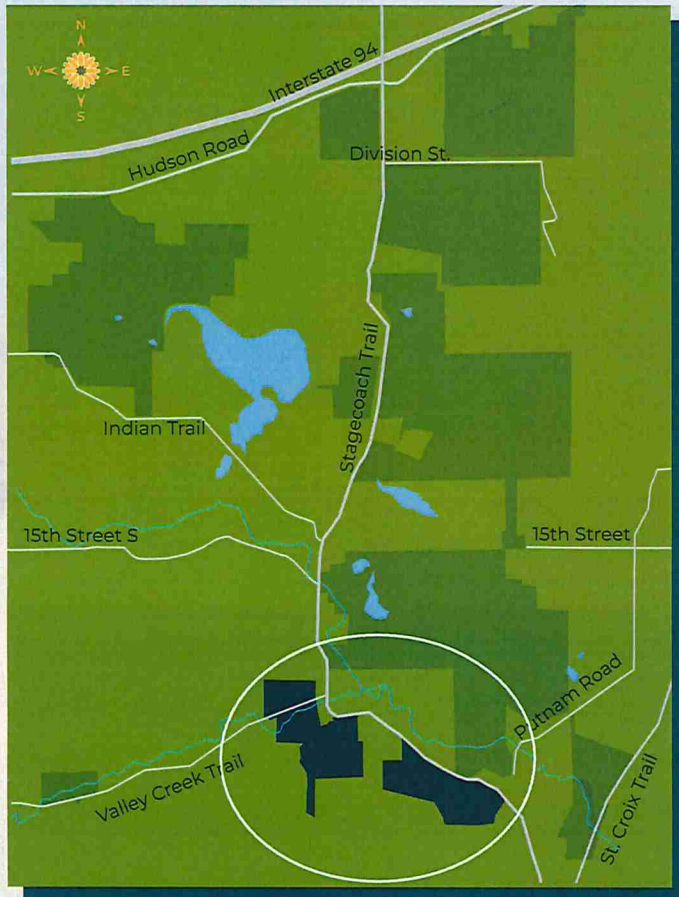 N
W E
S
Interstate 94
Hudson Road
Division St.
Stagecoach Trail
Indian Trail
15th Street S
15th Street
Putnam Road
Valley Creek Trail
St. Croix Trail